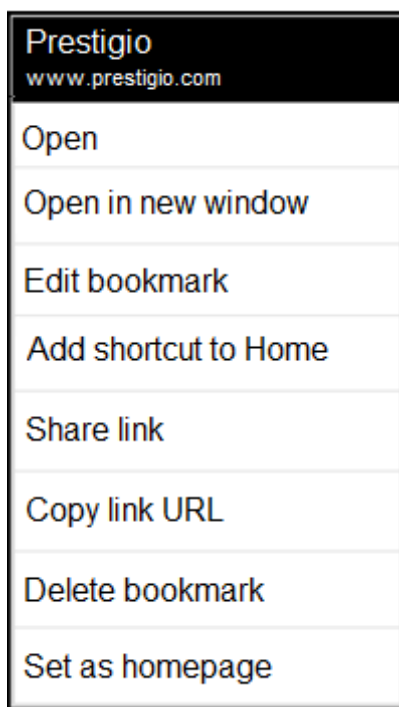 Prestigio
www.prestigio.com
Open
Open in new window
Edit bookmark
Add shortcut to Home
Share link
Copy link URL
Delete bookmark
Set as homepage